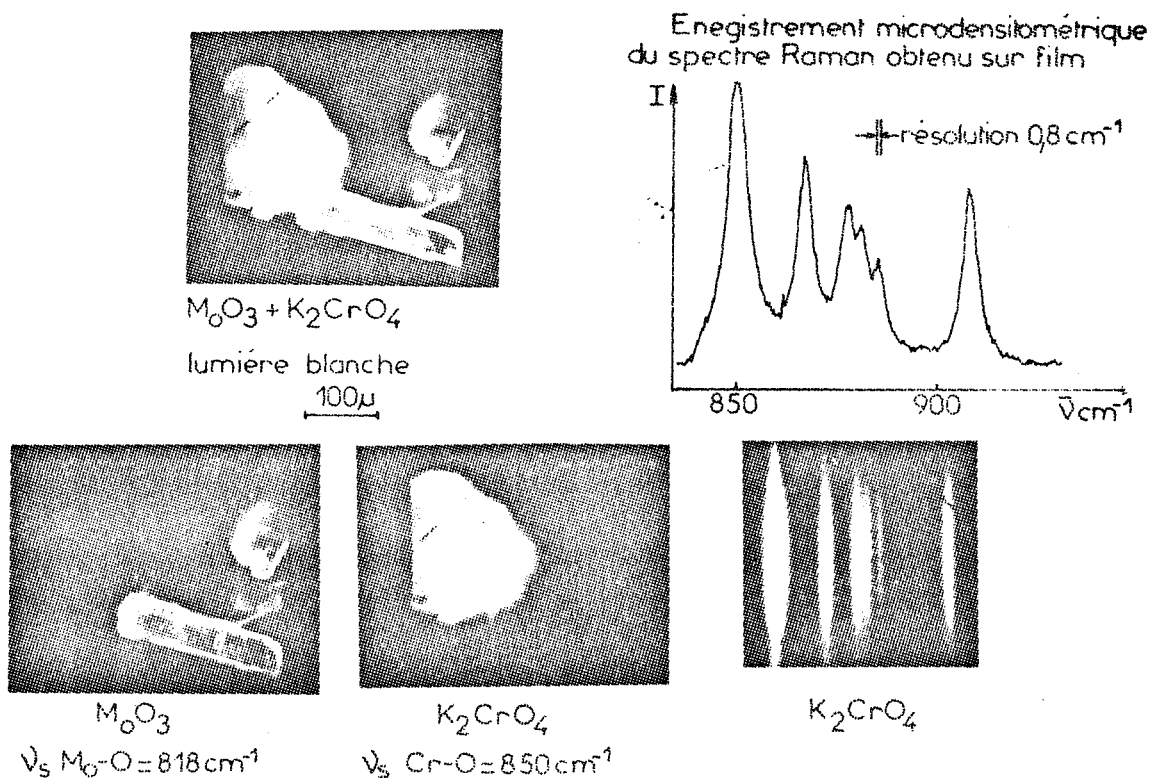 Enegistrement microdensitométrique
du spectre Raman obtenu sur film
I
résolution 0,8 cm⁻¹
850
900
ν̄ cm⁻¹
MoO₃ + K₂CrO₄
lumiére blanche
100µ
MoO₃
νₛ Mo-O = 818 cm⁻¹
K₂CrO₄
νₛ Cr-O = 850 cm⁻¹
K₂CrO₄